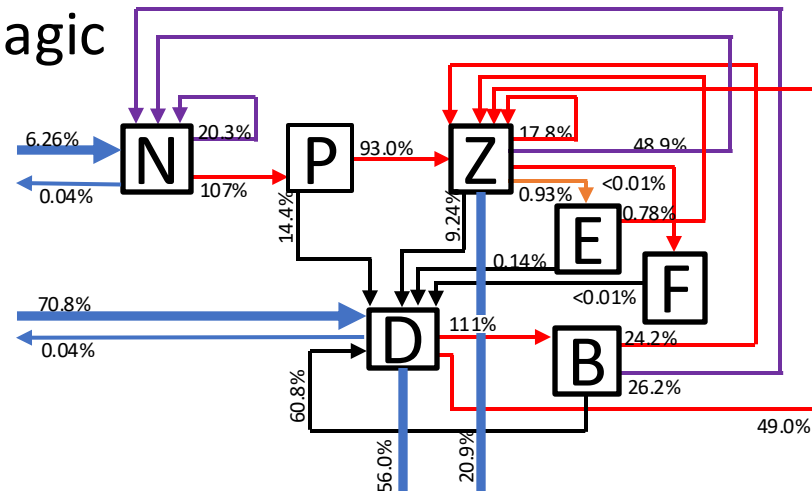 agic
6.26%
0.04%
N
20.3%
107%
P
93.0%
14.4%
Z
17.8%
48.9%
9.24%
0.93%
<0.01%
E
0.78%
0.14%
F
<0.01%
70.8%
0.04%
D
111%
B
24.2%
26.2%
60.8%
49.0%
56.0%
20.9%